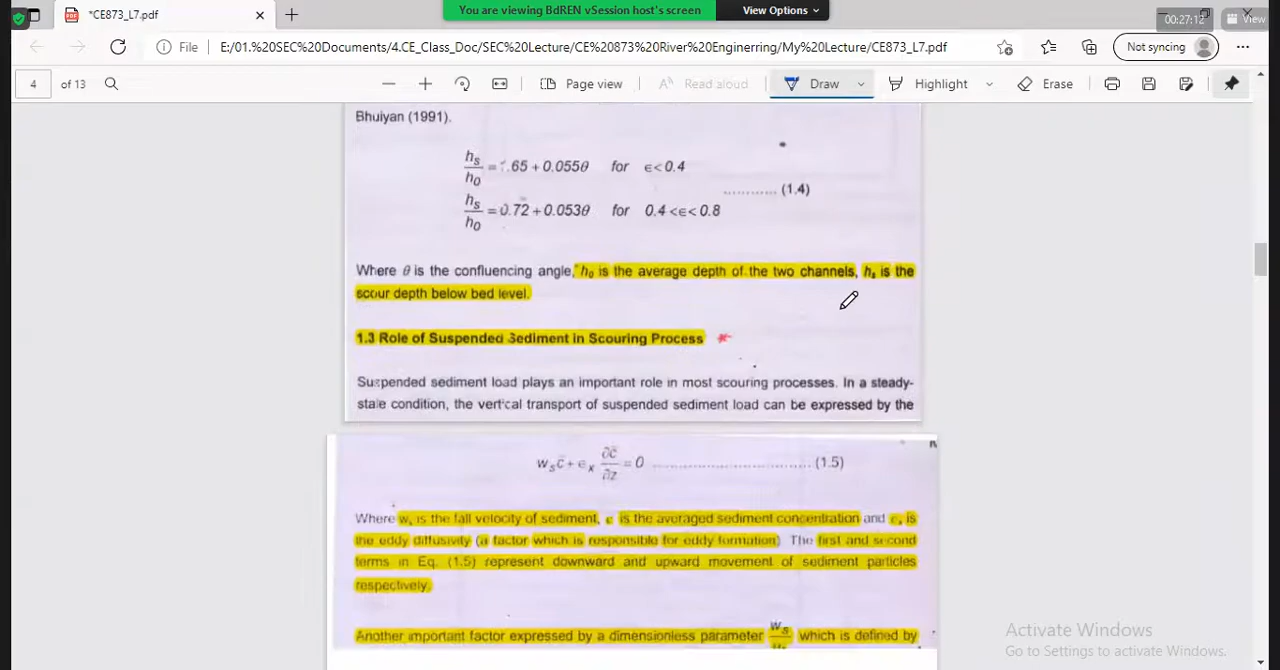 *CE873_L7.pdf
You are viewing BdREN vSession host's screen
View Options
00:27:12
View
File
E:/01.%20SEC%20Documents/4.CE_Class_Doc/SEC%20Lecture/CE%20873%20River%20Enginerring/My%20Lecture/CE873_L7.pdf
Not syncing
4 of 13
Page view
Read aloud
Draw
Highlight
Erase
Bhuiyan (1991).
hs/ho = .65 + 0.055θ for ϵ< 0.4
............ (1.4)
hs/ho = 0.72 + 0.053θ for 0.4 <ϵ< 0.8
Where θ is the confluencing angle, h0 is the average depth of the two channels, hs is the
scour depth below bed level.
1.3 Role of Suspended Sediment in Scouring Process *
Suspended sediment load plays an important role in most scouring processes. In a steady-
state condition, the vertical transport of suspended sediment load can be expressed by the
wsc̄ + ϵx ∂c̄/∂z = 0 ............................................ (1.5)
Where ws is the fall velocity of sediment, c is the averaged sediment concentration and ϵs is
the eddy diffusivity (a factor which is responsible for eddy formation) The first and second
terms in Eq. (1.5) represent downward and upward movement of sediment particles
respectively.
Another important factor expressed by a dimensionless parameter ws which is defined by
Activate Windows
Go to Settings to activate Windows.